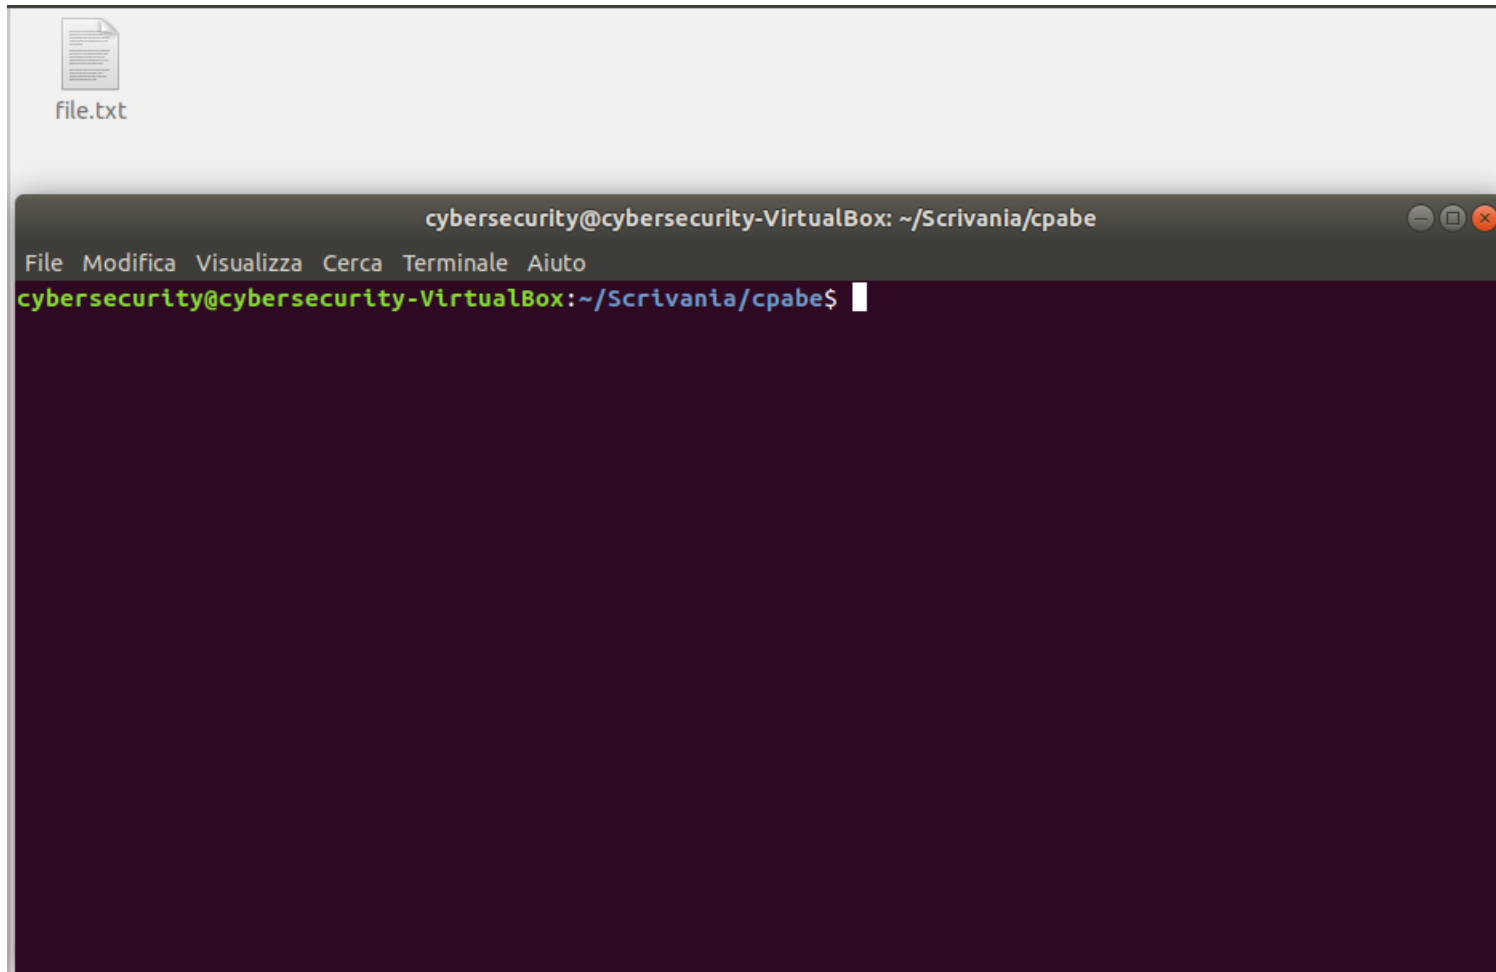 file.txt
cybersecurity@cybersecurity-VirtualBox: ~/Scrivania/cpabe
File Modifica Visualizza Cerca Terminale Aiuto
cybersecurity@cybersecurity-VirtualBox:~/Scrivania/cpabe$